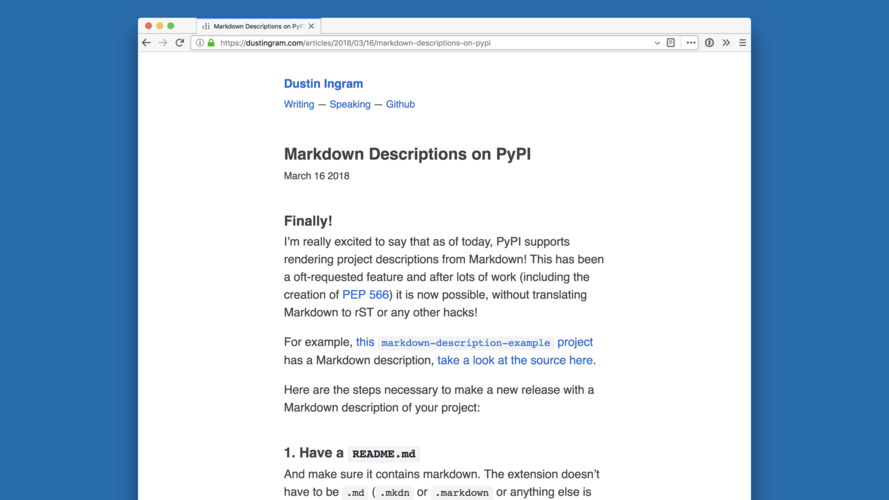 Markdown Descriptions on PyP
https://dustingram.com/articles/2018/03/16/markdown-descriptions-on-pypi
Dustin Ingram
Writing — Speaking — Github
Markdown Descriptions on PyPI
March 16 2018
Finally!
I’m really excited to say that as of today, PyPI supports
rendering project descriptions from Markdown! This has been
a oft-requested feature and after lots of work (including the
creation of PEP 566) it is now possible, without translating
Markdown to rST or any other hacks!
For example, this markdown-description-example project
has a Markdown description, take a look at the source here.
Here are the steps necessary to make a new release with a
Markdown description of your project:
1. Have a README.md
And make sure it contains markdown. The extension doesn’t
have to be .md ( .mkdn or .markdown or anything else is